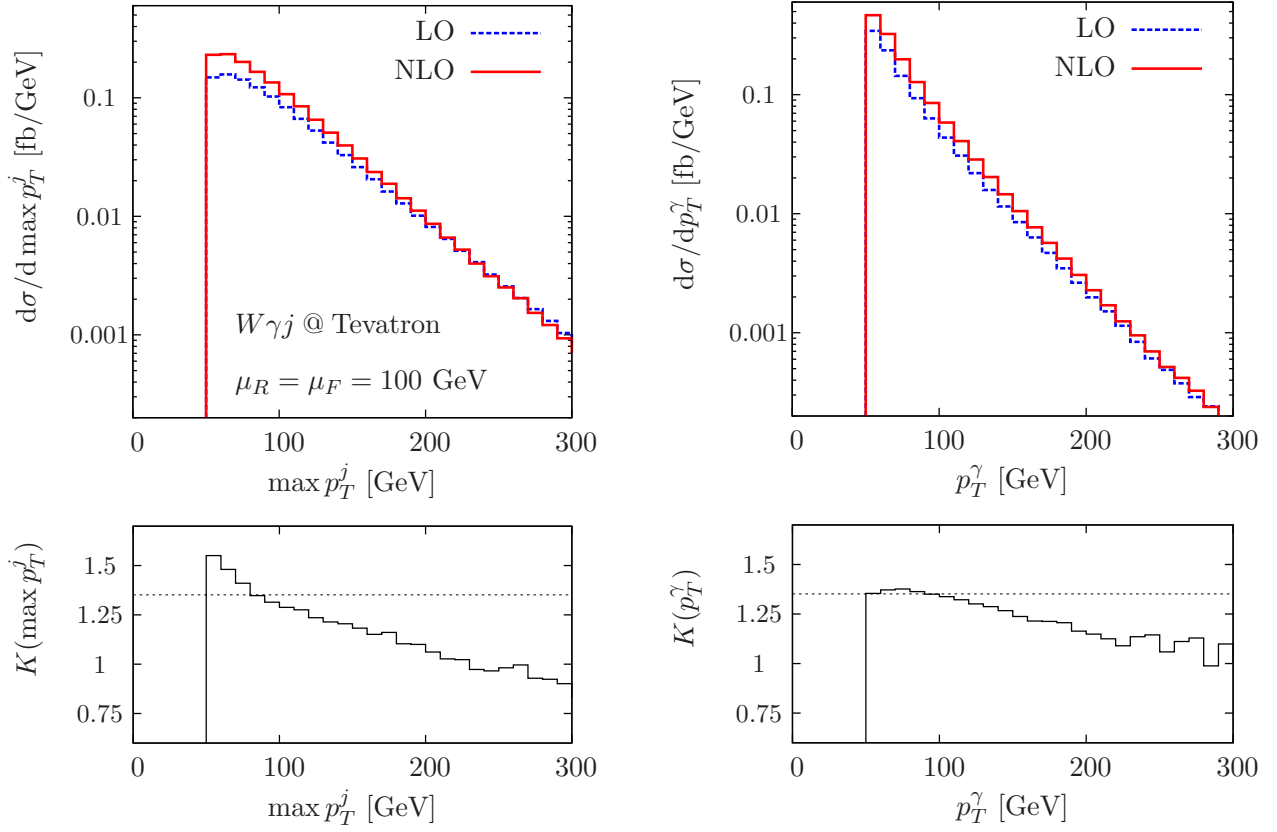 LO
NLO
dσ/d max p_T^j [fb/GeV]
0.1
0.01
0.001
Wγj @ Tevatron
μ_R = μ_F = 100 GeV
0
100
200
300
max p_T^j [GeV]
LO
NLO
dσ/dp_T^γ [fb/GeV]
0.1
0.01
0.001
0
100
200
300
p_T^γ [GeV]
K(max p_T^j)
1.5
1.25
1
0.75
0
100
200
300
max p_T^j [GeV]
K(p_T^γ)
1.5
1.25
1
0.75
0
100
200
300
p_T^γ [GeV]